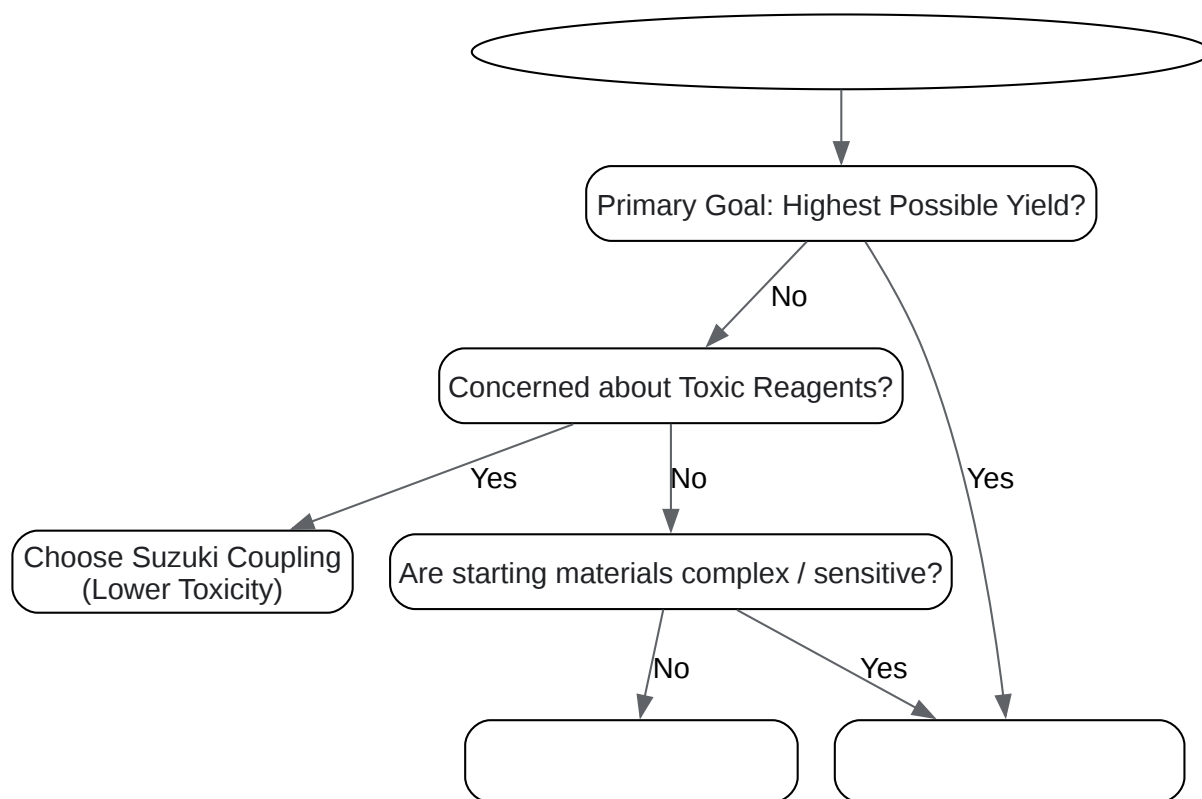 Primary Goal: Highest Possible Yield?
No
Concerned about Toxic Reagents?
Yes
No
Yes
Choose Suzuki Coupling
(Lower Toxicity)
Are starting materials complex / sensitive?
No
Yes